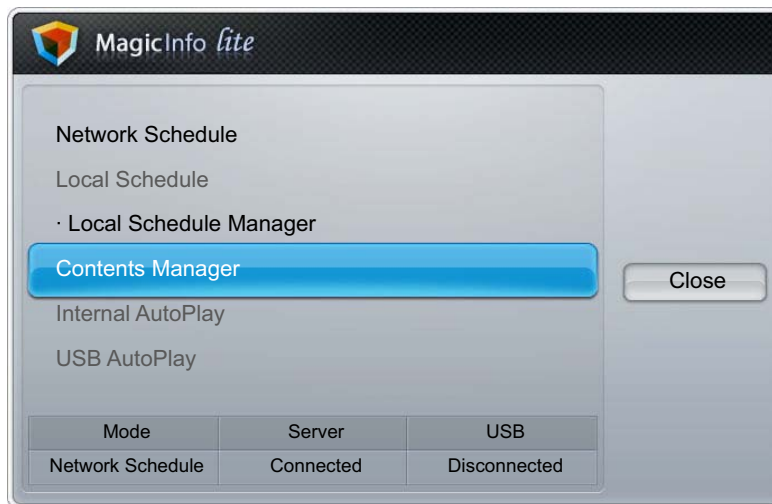 MagicInfo lite
Network Schedule
Local Schedule
· Local Schedule Manager
Contents Manager
Close
Internal AutoPlay
USB AutoPlay
Mode Server USB
Network Schedule Connected Disconnected